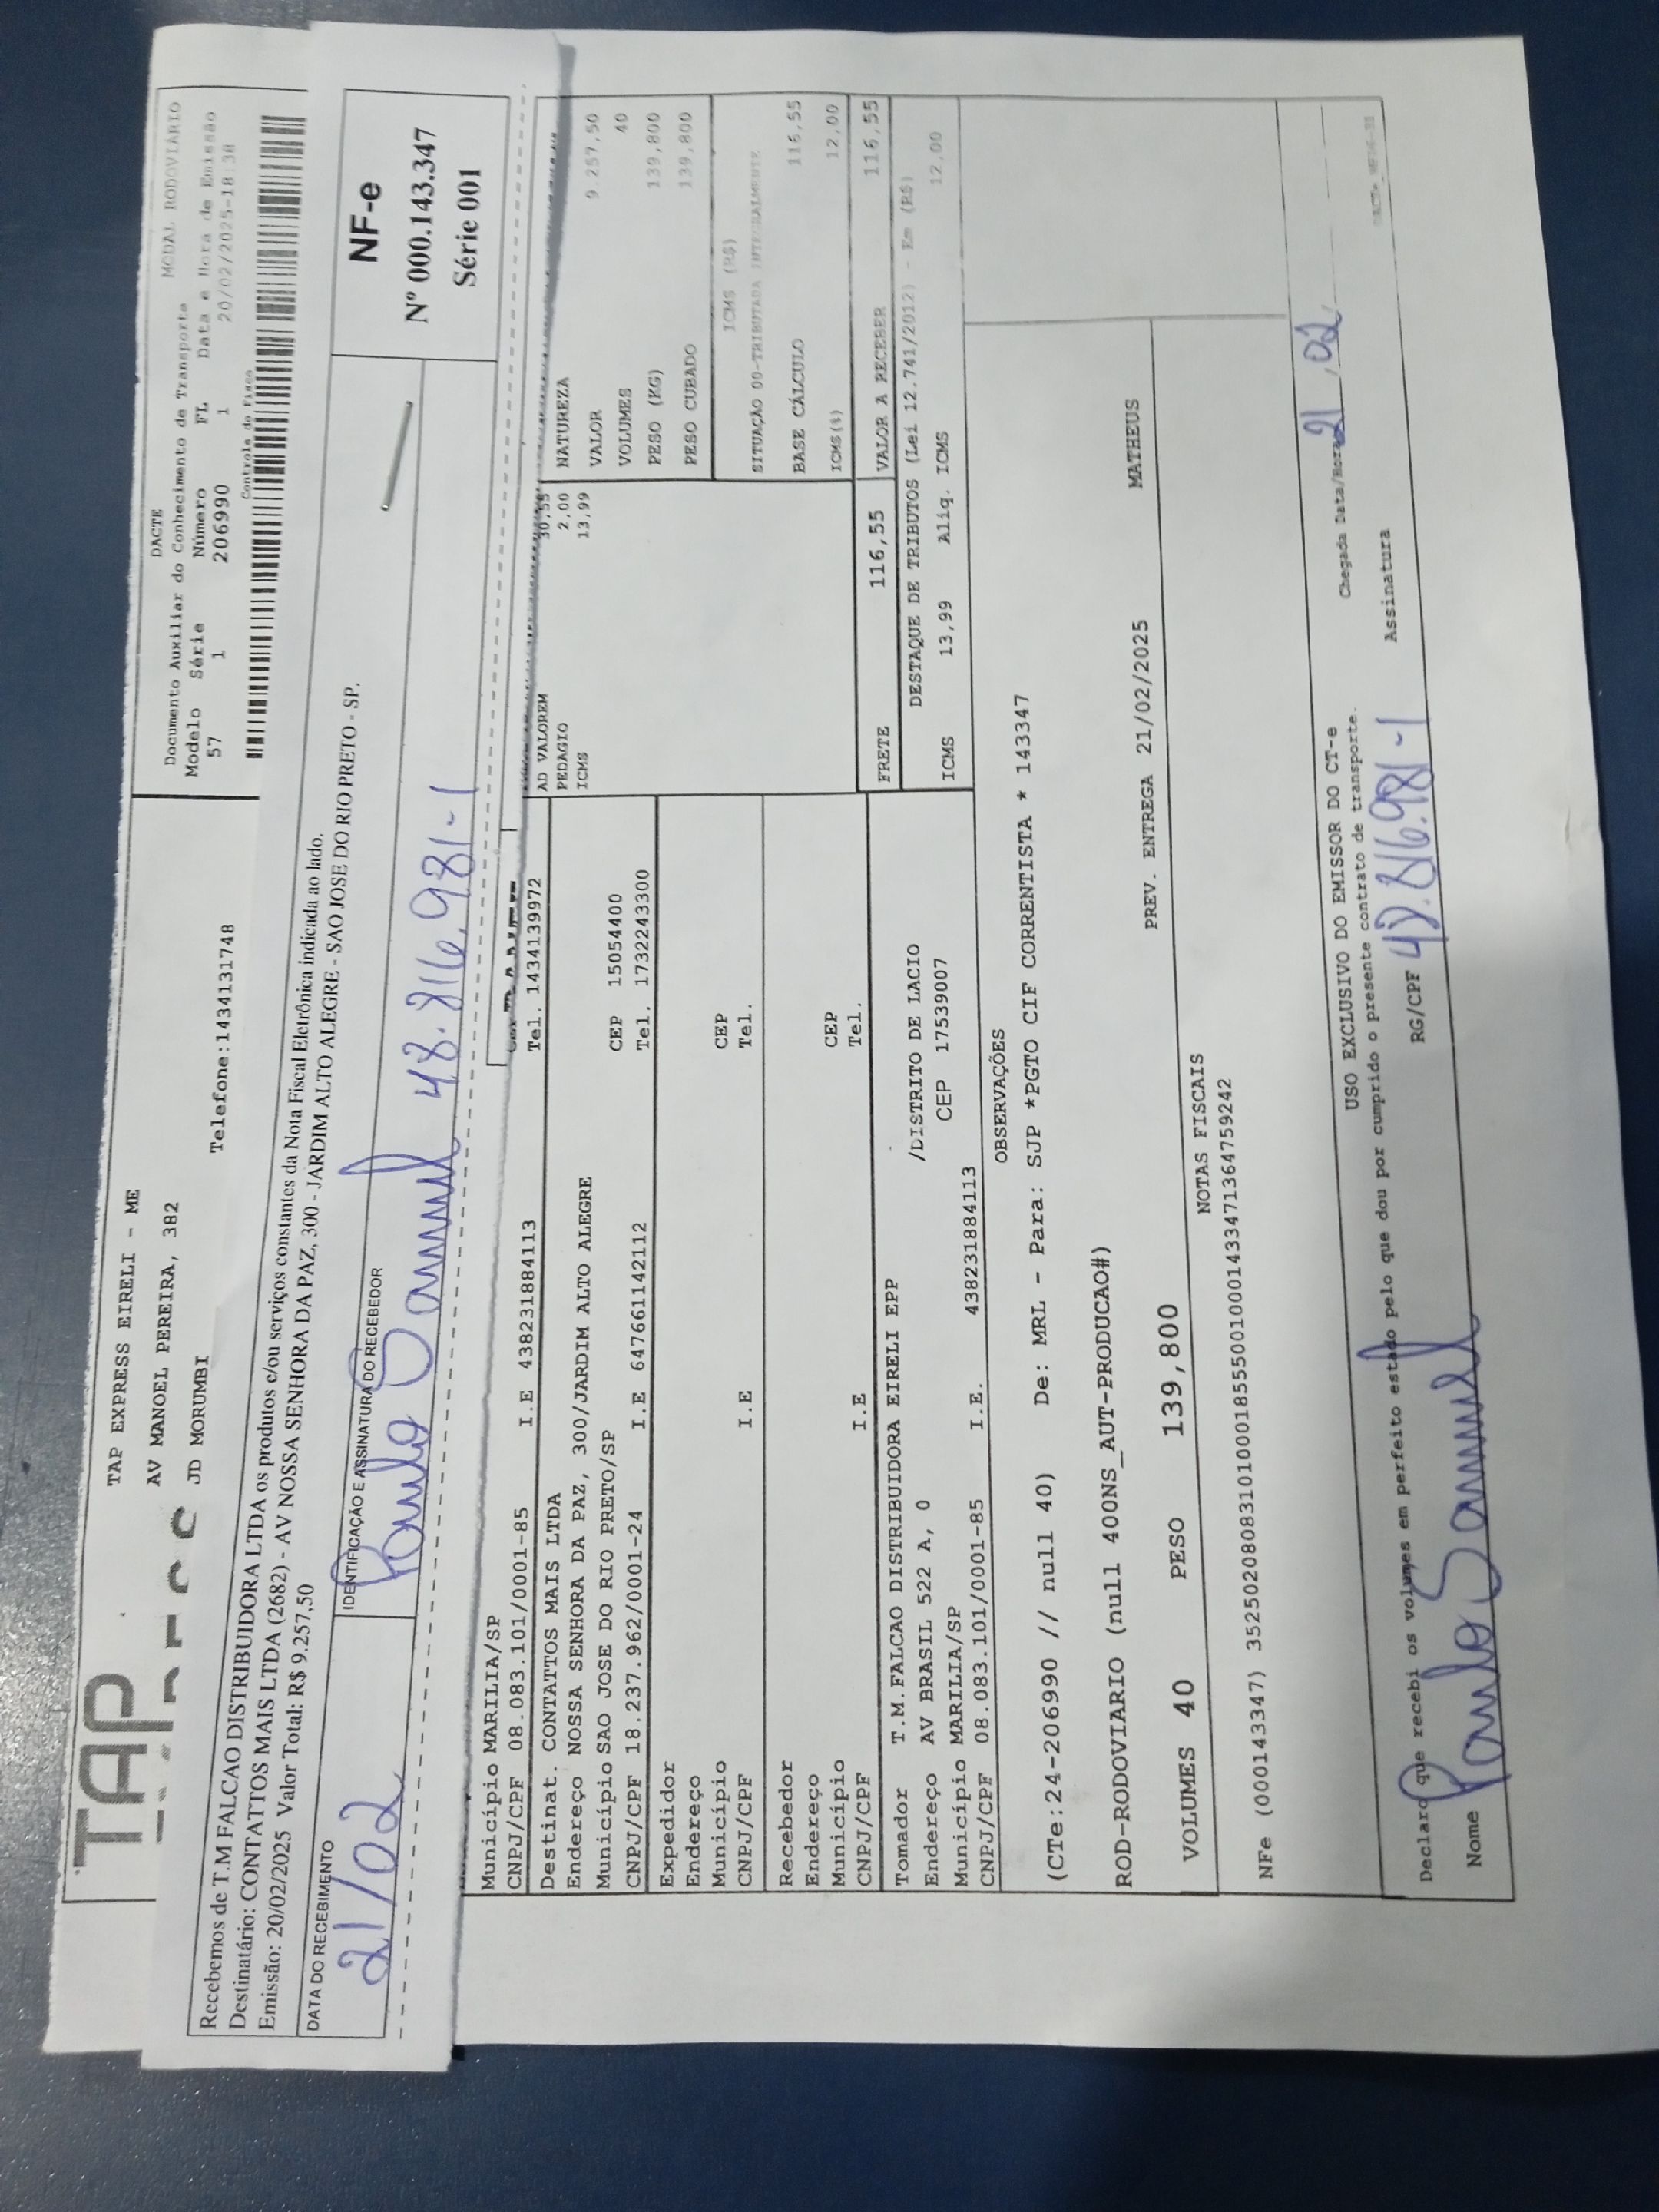 TAP
TAP EXPRESS EIRELI - ME
AV MANOEL PEREIRA, 382
JD MORUMBI
Telefone:1434131748
DACTE
MODAL RODOVIÁRIO
Documento Auxiliar do Conhecimento de Transporte
Modelo Série Número FL Data e Hora de Emissão
57 1 206990 1 20/02/2025-18:38
Controle do Fisco
Recebemos de T.M FALCAO DISTRIBUIDORA LTDA os produtos e/ou serviços constantes da Nota Fiscal Eletrônica indicada ao lado.
Destinatário: CONTATTOS MAIS LTDA (2682) - AV NOSSA SENHORA DA PAZ, 300 - JARDIM ALTO ALEGRE - SAO JOSE DO RIO PRETO - SP.
Emissão: 20/02/2025 Valor Total: R$ 9.257,50
DATA DO RECEBIMENTO
21/02
IDENTIFICAÇÃO E ASSINATURA DO RECEBEDOR
Paulo Samuel 48.816.981-1
NF-e
Nº 000.143.347
Série 001
Município MARILIA/SP
Tel. 1434139972
CNPJ/CPF 08.083.101/0001-85 I.E 438231884113
Destinat. CONTATTOS MAIS LTDA
Endereço NOSSA SENHORA DA PAZ, 300/JARDIM ALTO ALEGRE
Município SAO JOSE DO RIO PRETO/SP CEP 15054400
CNPJ/CPF 18.237.962/0001-24 I.E 647661142112 Tel. 1732243300
Expedidor
Endereço
Município CEP
CNPJ/CPF I.E Tel.
Recebedor
Endereço
Município CEP
CNPJ/CPF I.E Tel.
Tomador T.M.FALCAO DISTRIBUIDORA EIRELI EPP
Endereço AV BRASIL 522 A, 0 /DISTRITO DE LACIO
Município MARILIA/SP CEP 17539007
CNPJ/CPF 08.083.101/0001-85 I.E. 438231884113
AD VALOREM 30,55
PEDAGIO 2,00
ICMS 13,99
NATUREZA
VALOR 9.257,50
VOLUMES 40
PESO (KG) 139,800
PESO CUBADO 139,800
ICMS (R$)
SITUAÇÃO 00-TRIBUTADA INTEGRALMENTE
BASE CÁLCULO 116,55
ICMS(%) 12,00
FRETE 116,55 VALOR A RECEBER 116,55
DESTAQUE DE TRIBUTOS (Lei 12.741/2012) - Em (R$)
ICMS 13,99 Aliq. ICMS 12,00
OBSERVAÇÕES
(CTe:24-206990 // null 40) De: MRL - Para: SJP *PGTO CIF CORRENTISTA * 143347
ROD-RODOVIARIO (null 400NS_AUT-PRODUCAO#)
VOLUMES 40 PESO 139,800 PREV. ENTREGA 21/02/2025 MATHEUS
NOTAS FISCAIS
NFe (000143347) 35250208083101000185550010001433471364759242
USO EXCLUSIVO DO EMISSOR DO CT-e
Chegada Data/Hora 21/02
Declaro que recebi os volumes em perfeito estado pelo que dou por cumprido o presente contrato de transporte.
Nome Paulo Samuel RG/CPF 48.816.981-1 Assinatura